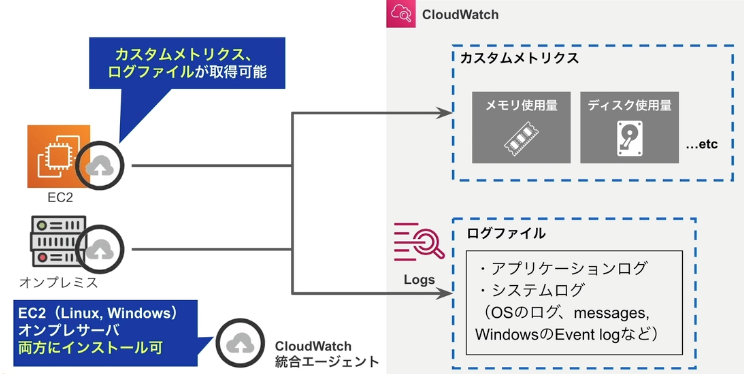 CloudWatch
カスタムメトリクス、
ログファイルが取得可能
カスタムメトリクス
メモリ使用量
ディスク使用量
…etc
EC2
オンプレミス
Logs
ログファイル
・アプリケーションログ
・システムログ
（OSのログ、messages,
WindowsのEvent logなど）
EC2（Linux, Windows）
オンプレサーバ
両方にインストール可
CloudWatch
統合エージェント